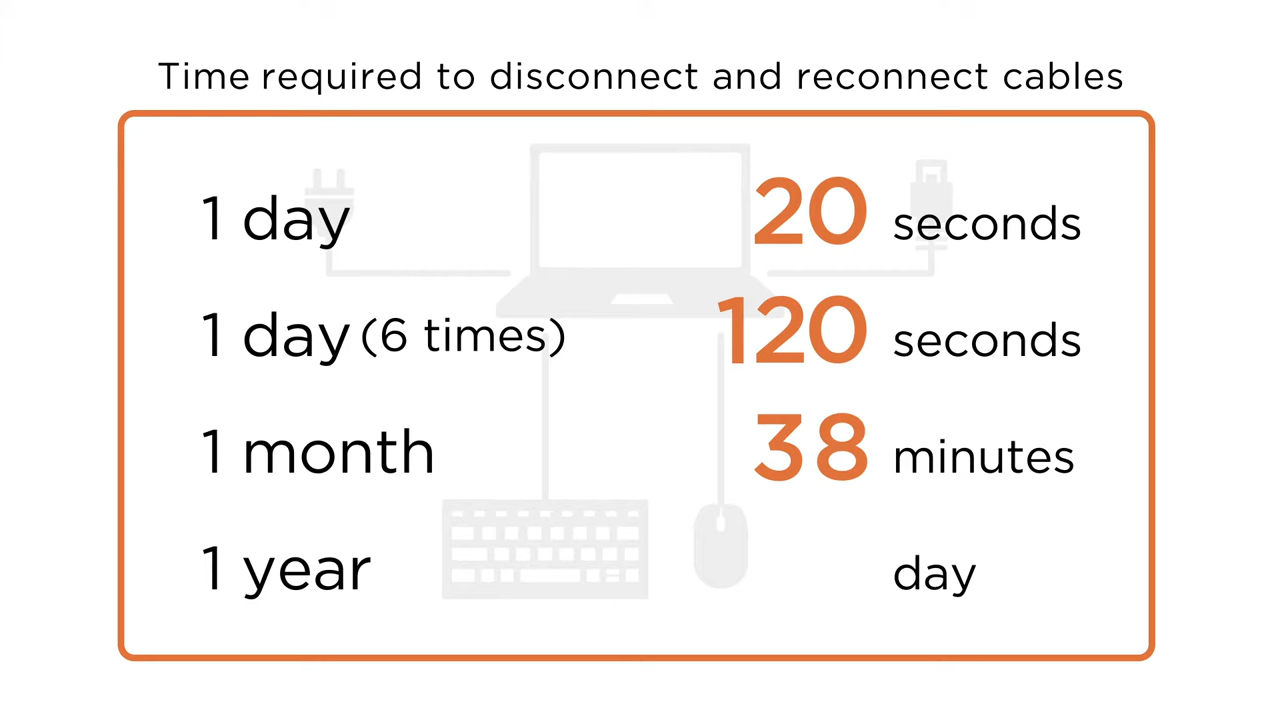 Time required to disconnect and reconnect cables
1 day 20 seconds
1 day (6 times) 120 seconds
1 month 38 minutes
1 year day